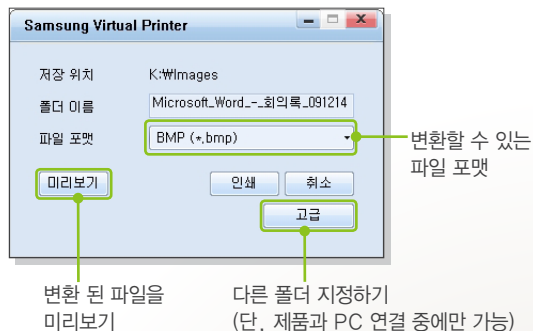 Samsung Virtual Printer
저장 위치 K:₩Images
폴더 이름 Microsoft_Word_-_회의록_091214
파일 포맷 BMP (*.bmp)
변환할 수 있는
파일 포맷
미리보기 인쇄 취소
고급
변환 된 파일을
미리보기
다른 폴더 지정하기
(단, 제품과 PC 연결 중에만 가능)